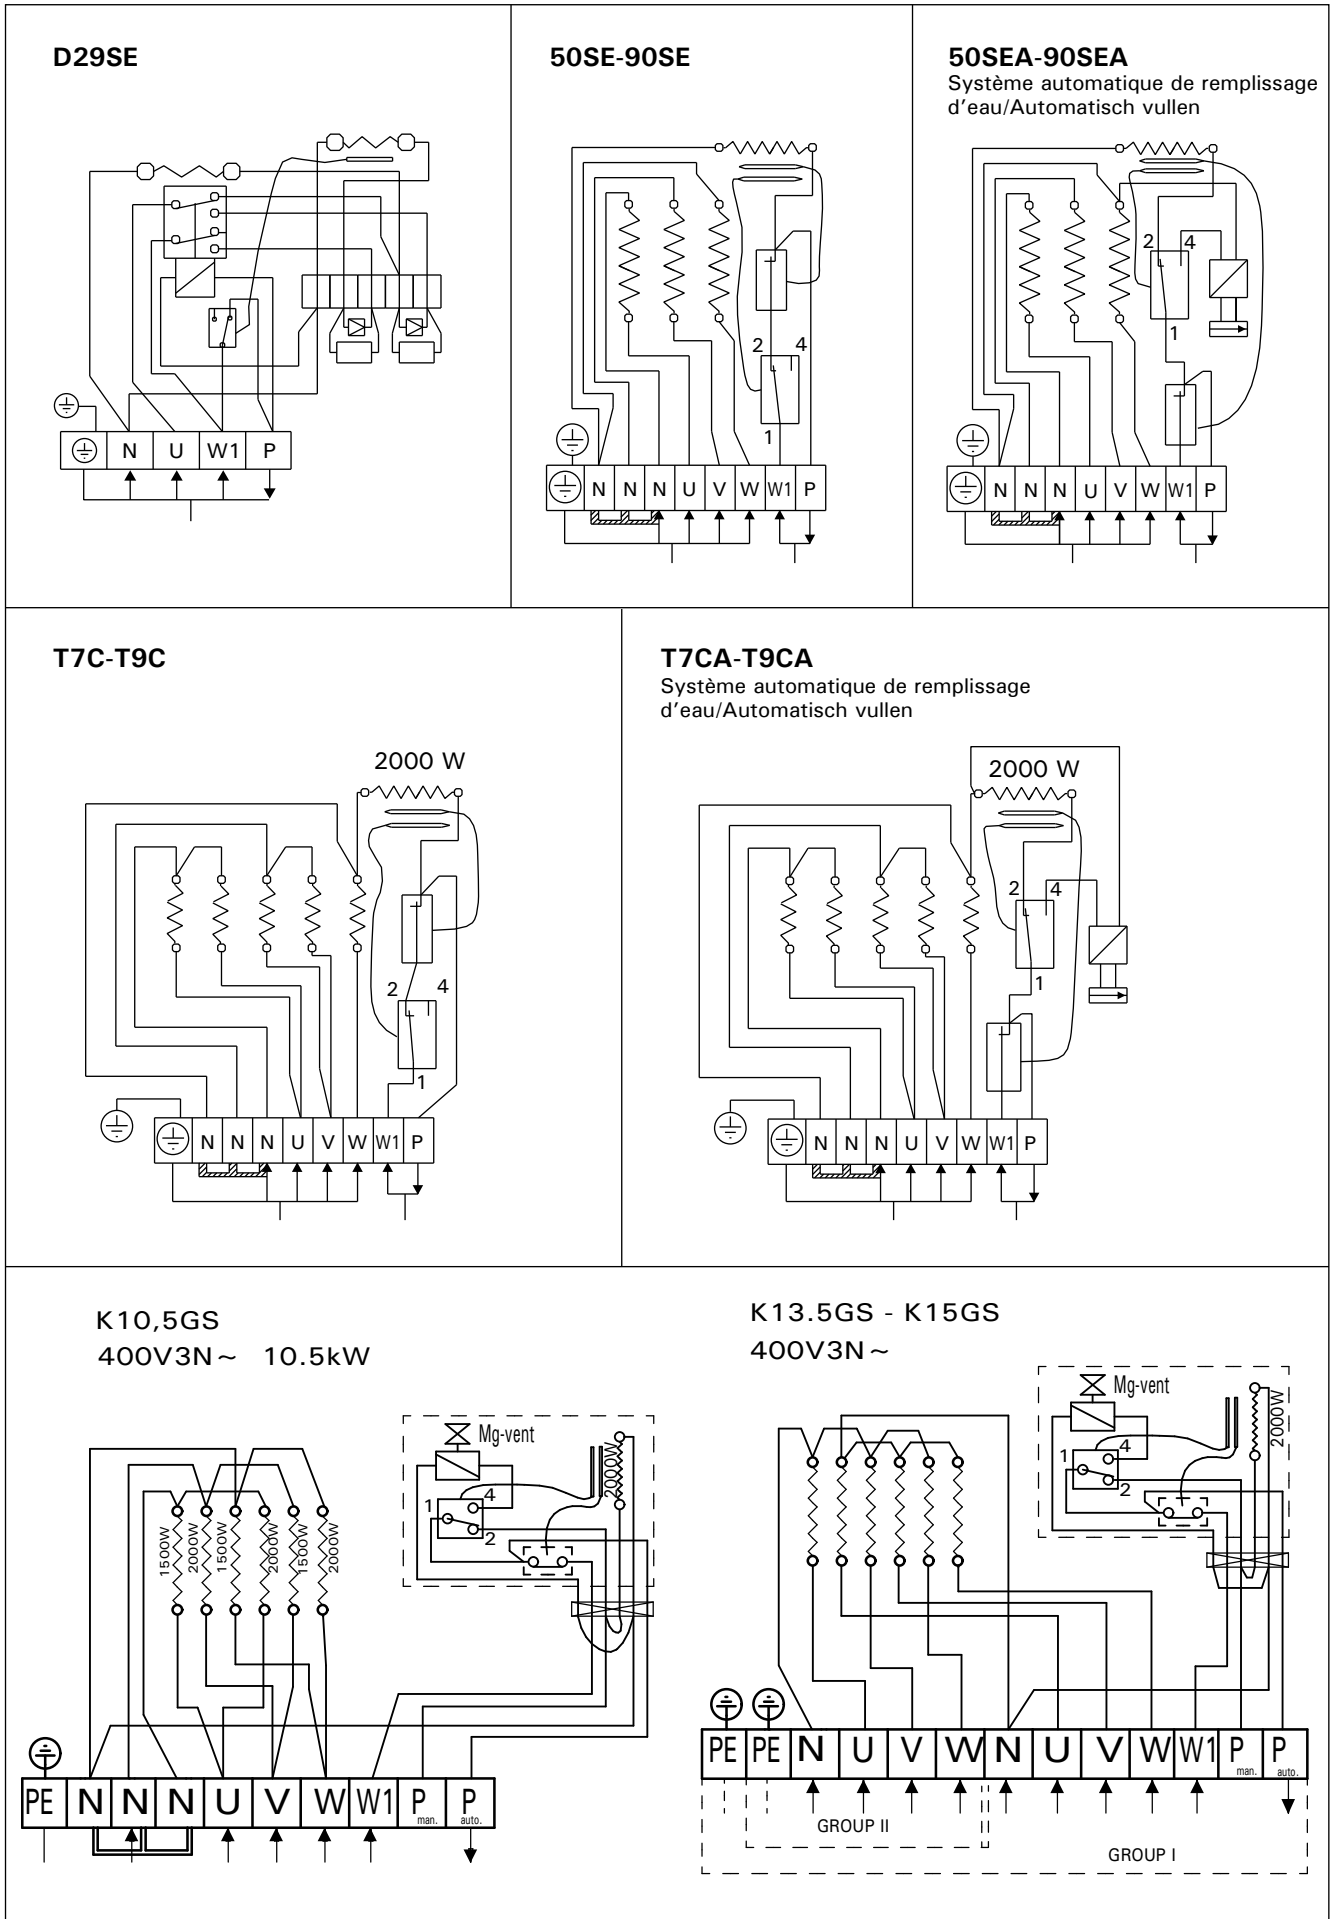 D29SE
N U W1 P
50SE-90SE
2 4
1
N N N U V W W1 P
50SEA-90SEA
Système automatique de remplissage
d'eau/Automatisch vullen
2 4
1
N N N U V W W1 P
T7C-T9C
2000 W
2 4
1
N N N U V W W1 P
T7CA-T9CA
Système automatique de remplissage
d'eau/Automatisch vullen
2000 W
2 4
1
N N N U V W W1 P
K10,5GS
400V3N~ 10.5kW
Mg-vent
2000W
1 4
2
1500W 2000W 1500W 2000W 1500W 2000W
PE N N N U V W W1 P P
man. auto.
K13.5GS - K15GS
400V3N~
Mg-vent
2000W
1 4
2
PE PE N U V W N U V W W1 P P
man. auto.
GROUP II
GROUP I